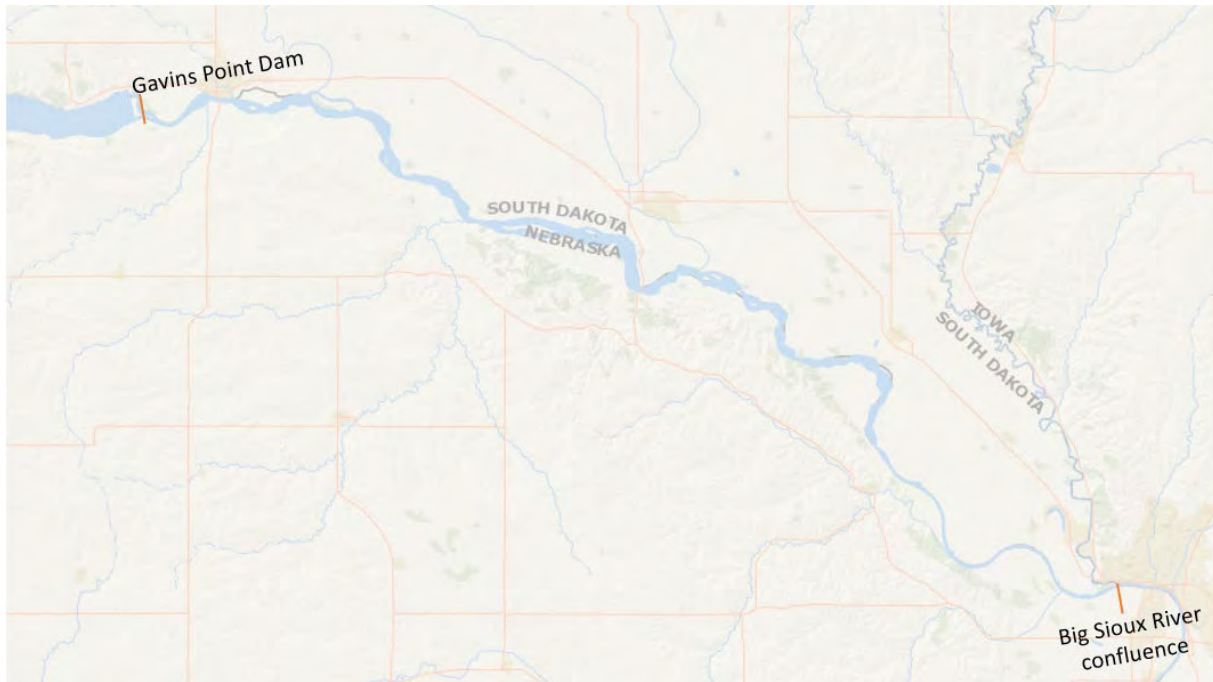 Gavins Point Dam
SOUTH DAKOTA
NEBRASKA
IOWA
SOUTH DAKOTA
Big Sioux River
confluence